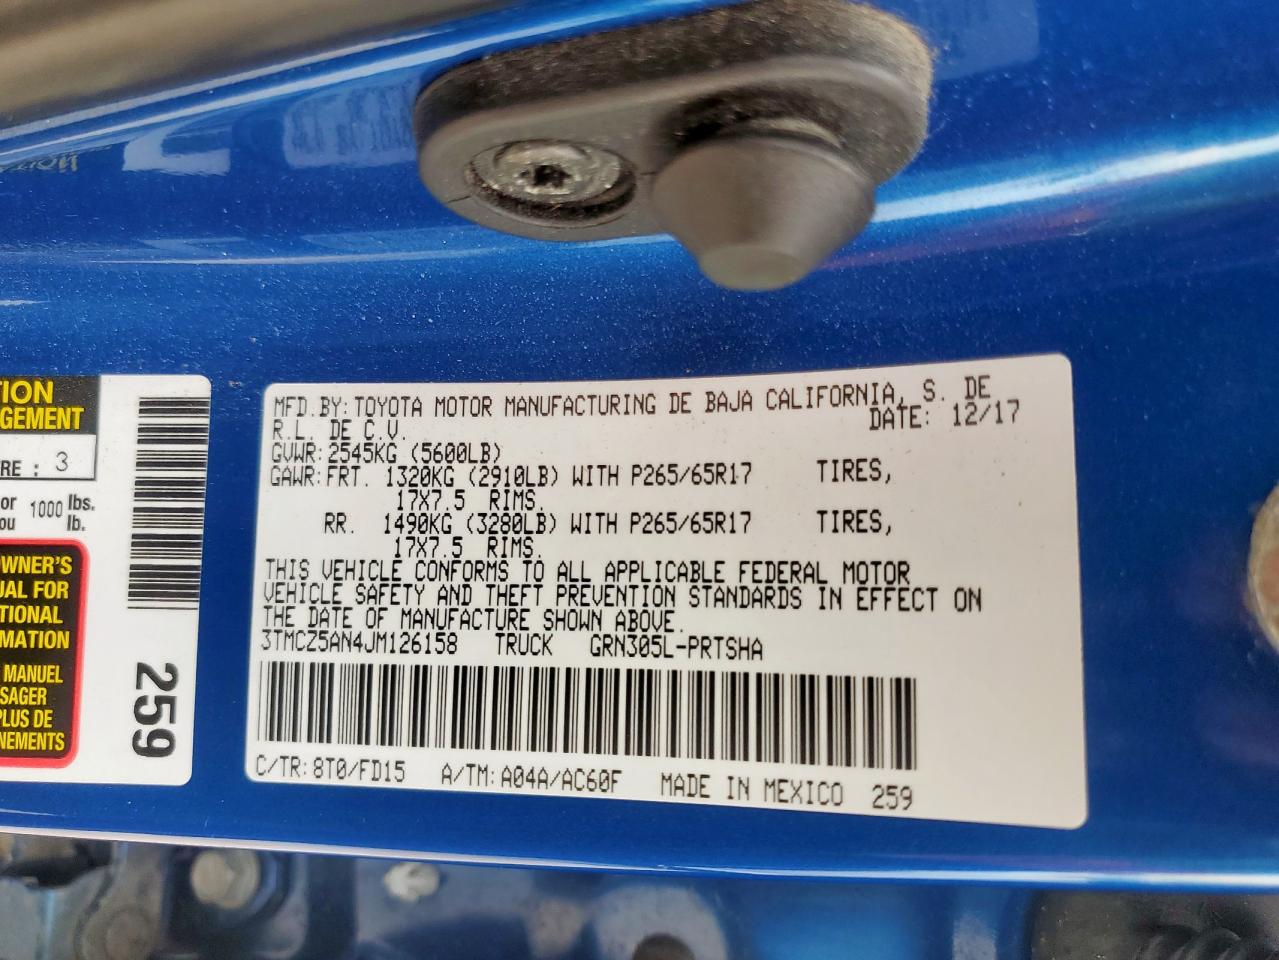 TION
GEMENT
RE : 3
or 1000 lbs.
ou lb.
OWNER'S
UAL FOR
TIONAL
MATION
MANUEL
SAGER
PLUS DE
NEMENTS
259
MFD.BY:TOYOTA MOTOR MANUFACTURING DE BAJA CALIFORNIA, S. DE
R.L. DE C.V. DATE: 12/17
GVWR:2545KG (5600LB)
GAWR:FRT. 1320KG (2910LB) WITH P265/65R17 TIRES,
17X7.5 RIMS.
RR. 1490KG (3280LB) WITH P265/65R17 TIRES,
17X7.5 RIMS.
THIS VEHICLE CONFORMS TO ALL APPLICABLE FEDERAL MOTOR
VEHICLE SAFETY AND THEFT PREVENTION STANDARDS IN EFFECT ON
THE DATE OF MANUFACTURE SHOWN ABOVE.
3TMCZ5AN4JM126158 TRUCK GRN305L-PRTSHA
C/TR:8T0/FD15 A/TM:A04A/AC60F MADE IN MEXICO 259